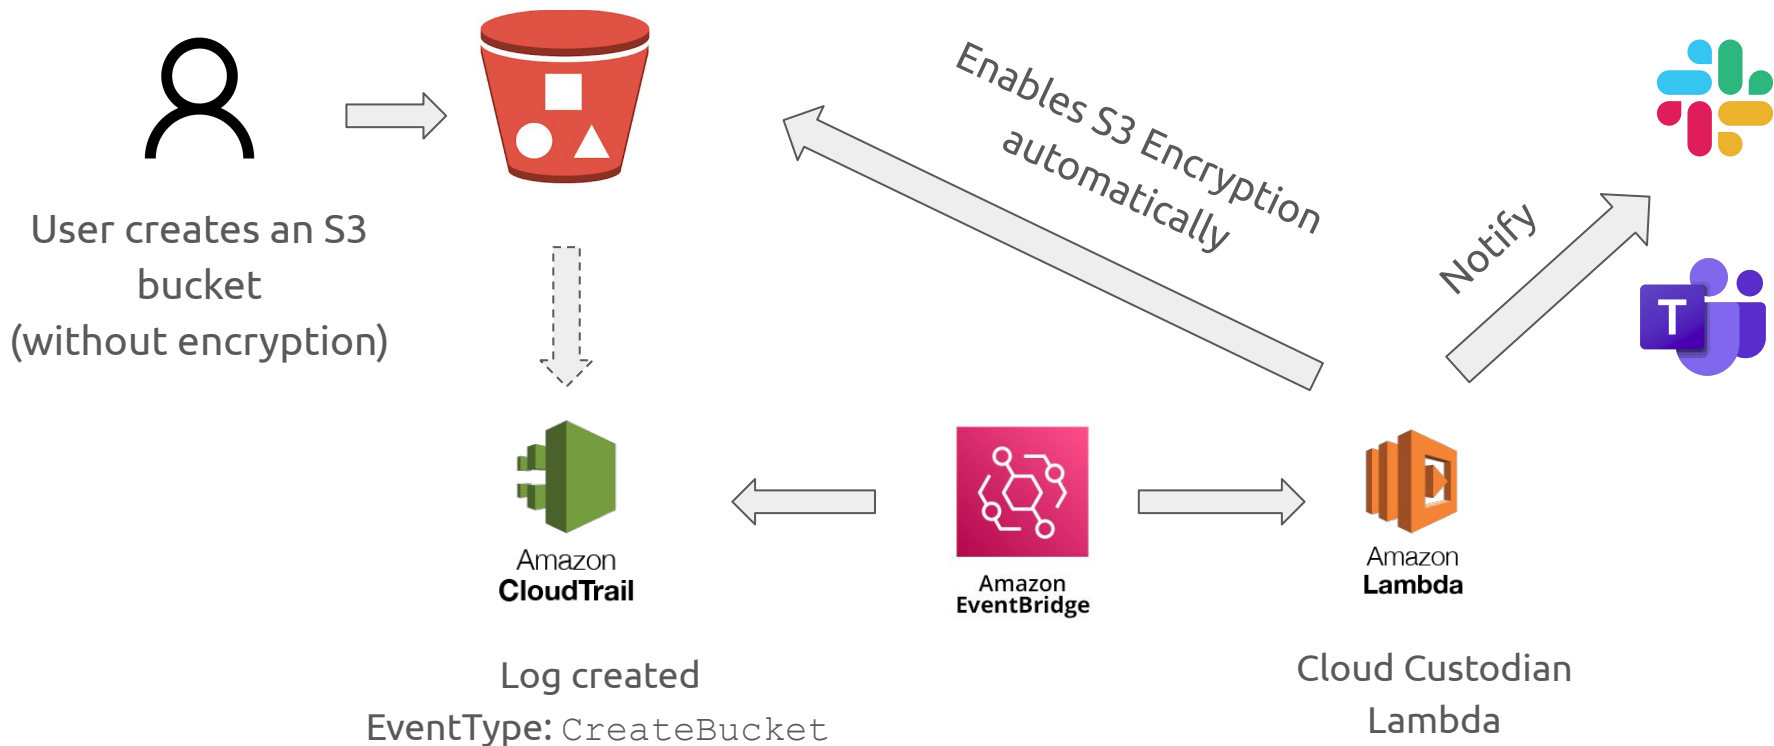 User creates an S3
bucket
(without encryption)
Enables S3 Encryption
automatically
Notify
T
Amazon
CloudTrail
Amazon
EventBridge
Amazon
Lambda
Log created
EventType: CreateBucket
Cloud Custodian
Lambda